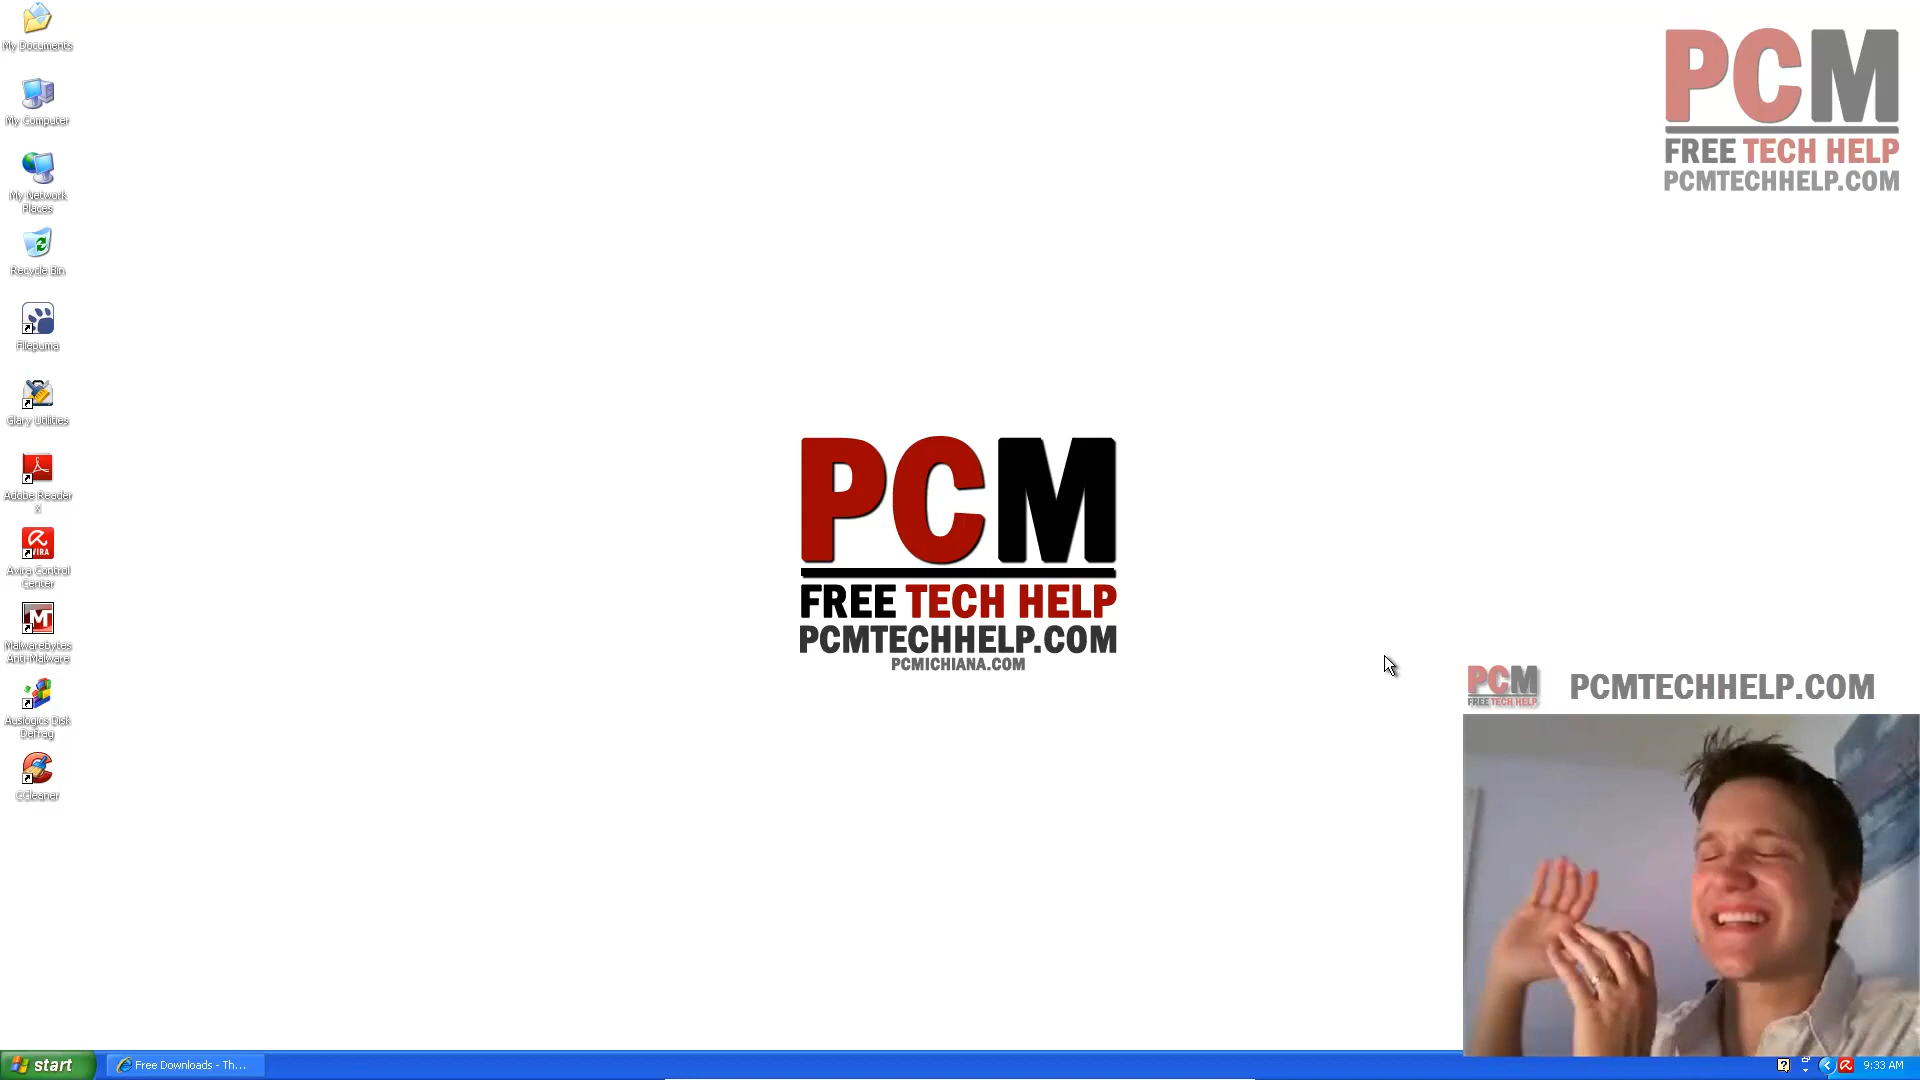 My Documents
My Computer
My Network
Places
Recycle Bin
Filepuma
Glary Utilities
Adobe Reader
X
AVIRA
Avira Control
Center
Malwarebytes
Anti-Malware
Auslogics Disk
Defrag
CCleaner
PCM
FREE TECH HELP
PCMTECHHELP.COM
PCMICHIANA.COM
PCM
FREE TECH HELP
PCMTECHHELP.COM
PCM
FREE TECH HELP
PCMTECHHELP.COM
start
Free Downloads - Th...
9:33 AM